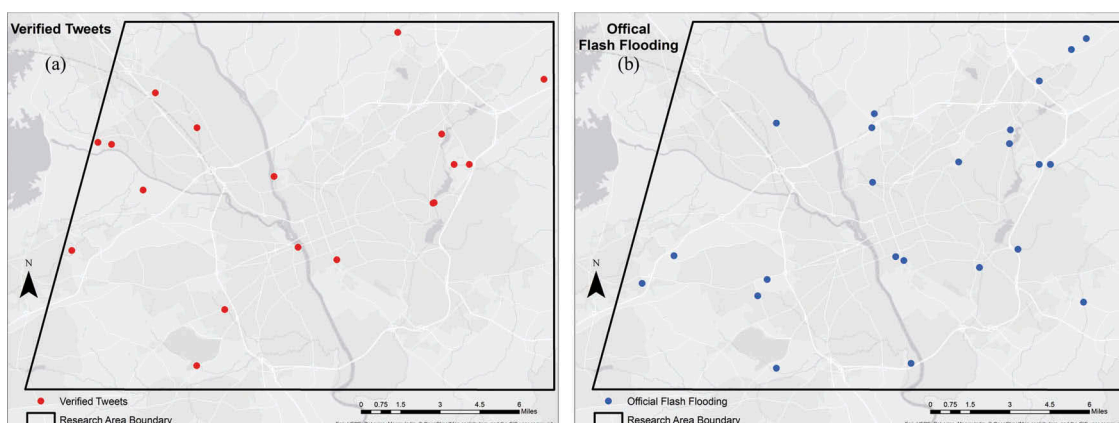 Verified Tweets
(a)
N
Verified Tweets
Research Area Boundary
0 0.75 1.5 3 4.5 6
Miles
Offical
Flash Flooding
(b)
N
Official Flash Flooding
Research Area Boundary
0 0.75 1.5 3 4.5 6
Miles